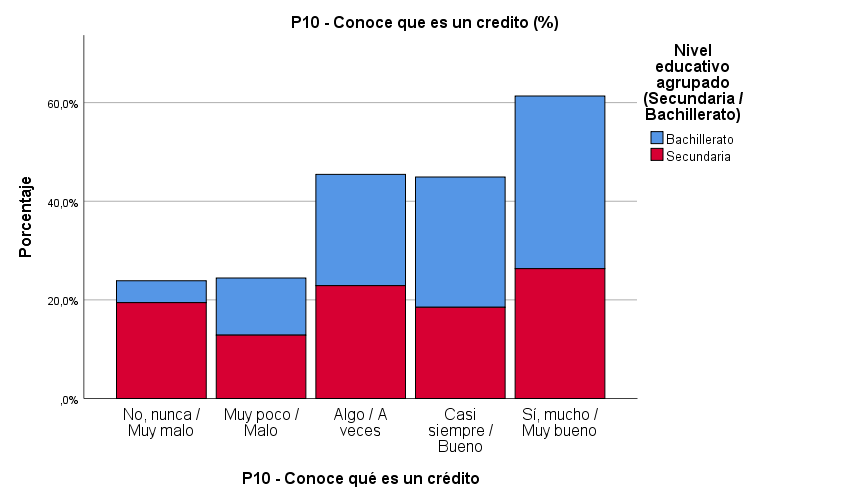 P10 - Conoce que es un credito (%)
Nivel
educativo
agrupado
(Secundaria /
Bachillerato)
Bachillerato
Secundaria
Porcentaje
60,0%
40,0%
20,0%
,0%
No, nunca /
Muy malo
Muy poco /
Malo
Algo / A
veces
Casi
siempre /
Bueno
Sí, mucho /
Muy bueno
P10 - Conoce qué es un crédito